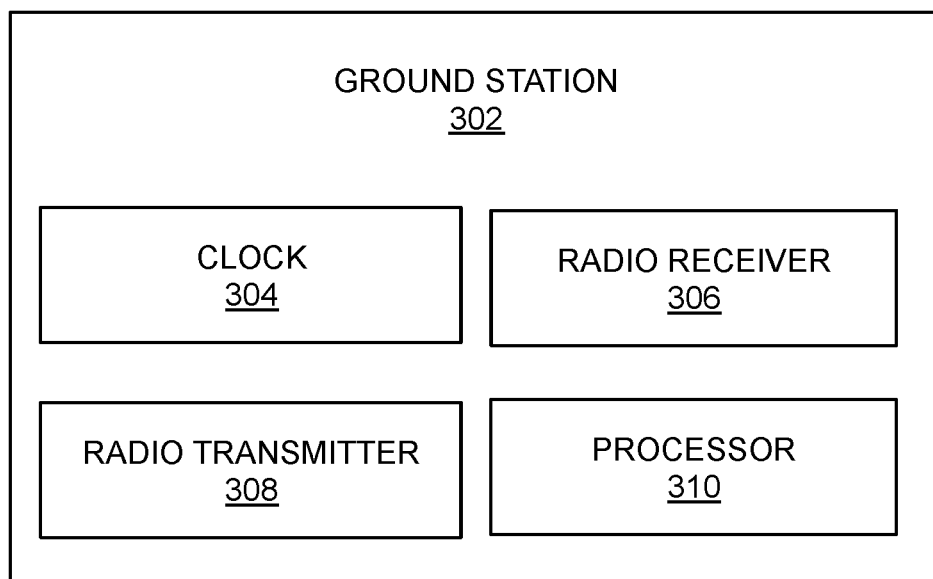 GROUND STATION
302
CLOCK
304
RADIO RECEIVER
306
RADIO TRANSMITTER
308
PROCESSOR
310